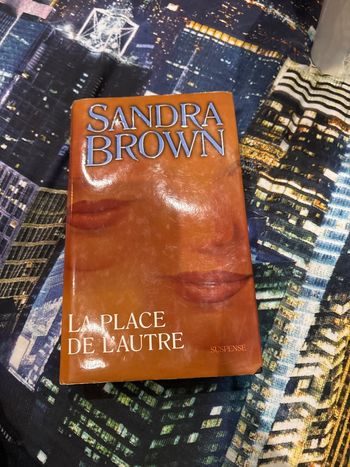 SANDRA
BROWN
LA PLACE
DE L'AUTRE
SUSPENSE